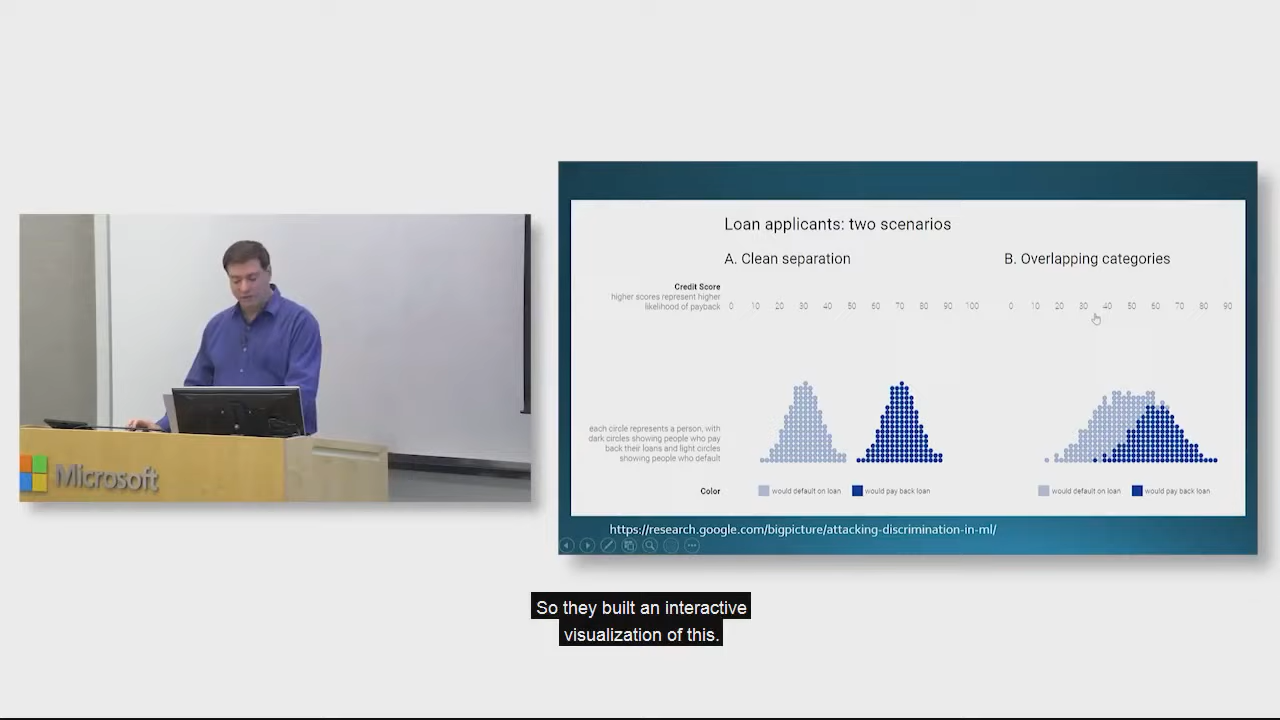 Microsoft
Loan applicants: two scenarios
A. Clean separation
B. Overlapping categories
Credit Score
higher scores represent higher
likelihood of payback
0 10 20 30 40 50 60 70 80 90 100
0 10 20 30 40 50 60 70 80 90
each circle represents a person, with
dark circles showing people who pay
back their loans and light circles
showing people who default
Color
would default on loan
would pay back loan
would default on loan
would pay back loan
https://research.google.com/bigpicture/attacking-discrimination-in-ml/
So they built an interactive
visualization of this.